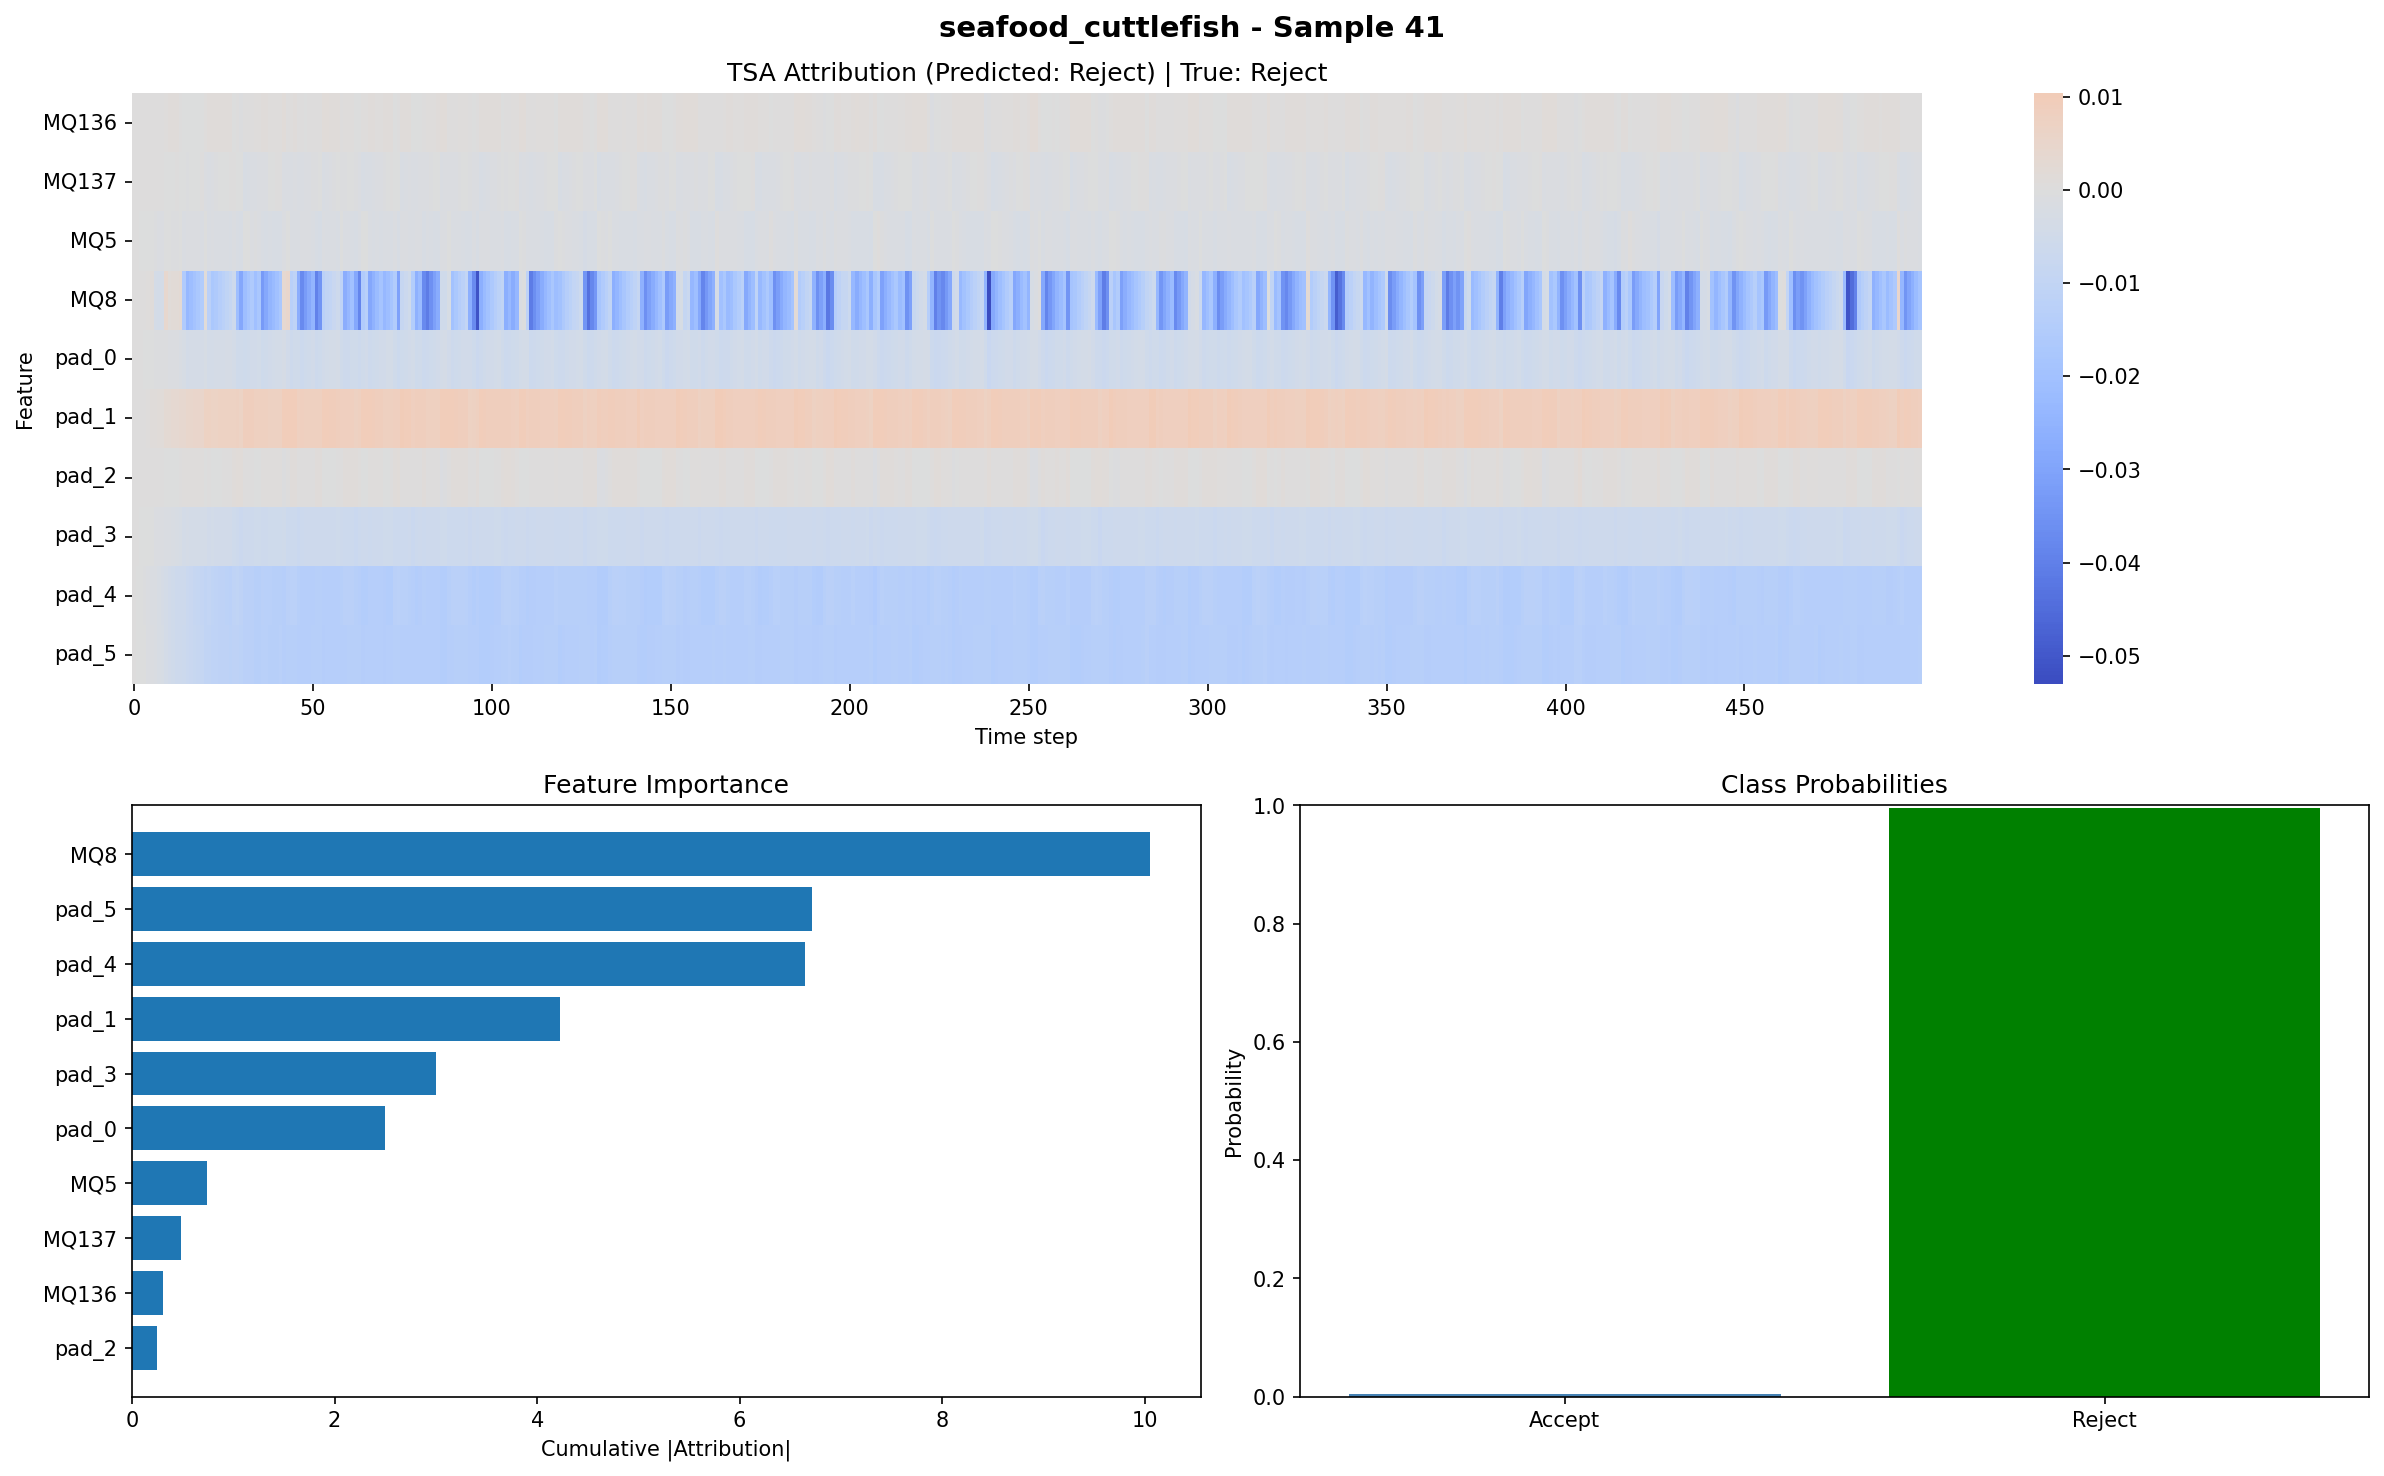 seafood_cuttlefish - Sample 41
TSA Attribution (Predicted: Reject) | True: Reject
Feature
MQ136
MQ137
MQ5
MQ8
pad_0
pad_1
pad_2
pad_3
pad_4
pad_5
0 50 100 150 200 250 300 350 400 450
Time step
0.01
0.00
−0.01
−0.02
−0.03
−0.04
−0.05
Feature Importance
MQ8
pad_5
pad_4
pad_1
pad_3
pad_0
MQ5
MQ137
MQ136
pad_2
0 2 4 6 8 10
Cumulative |Attribution|
Class Probabilities
Probability
1.0
0.8
0.6
0.4
0.2
0.0
Accept Reject